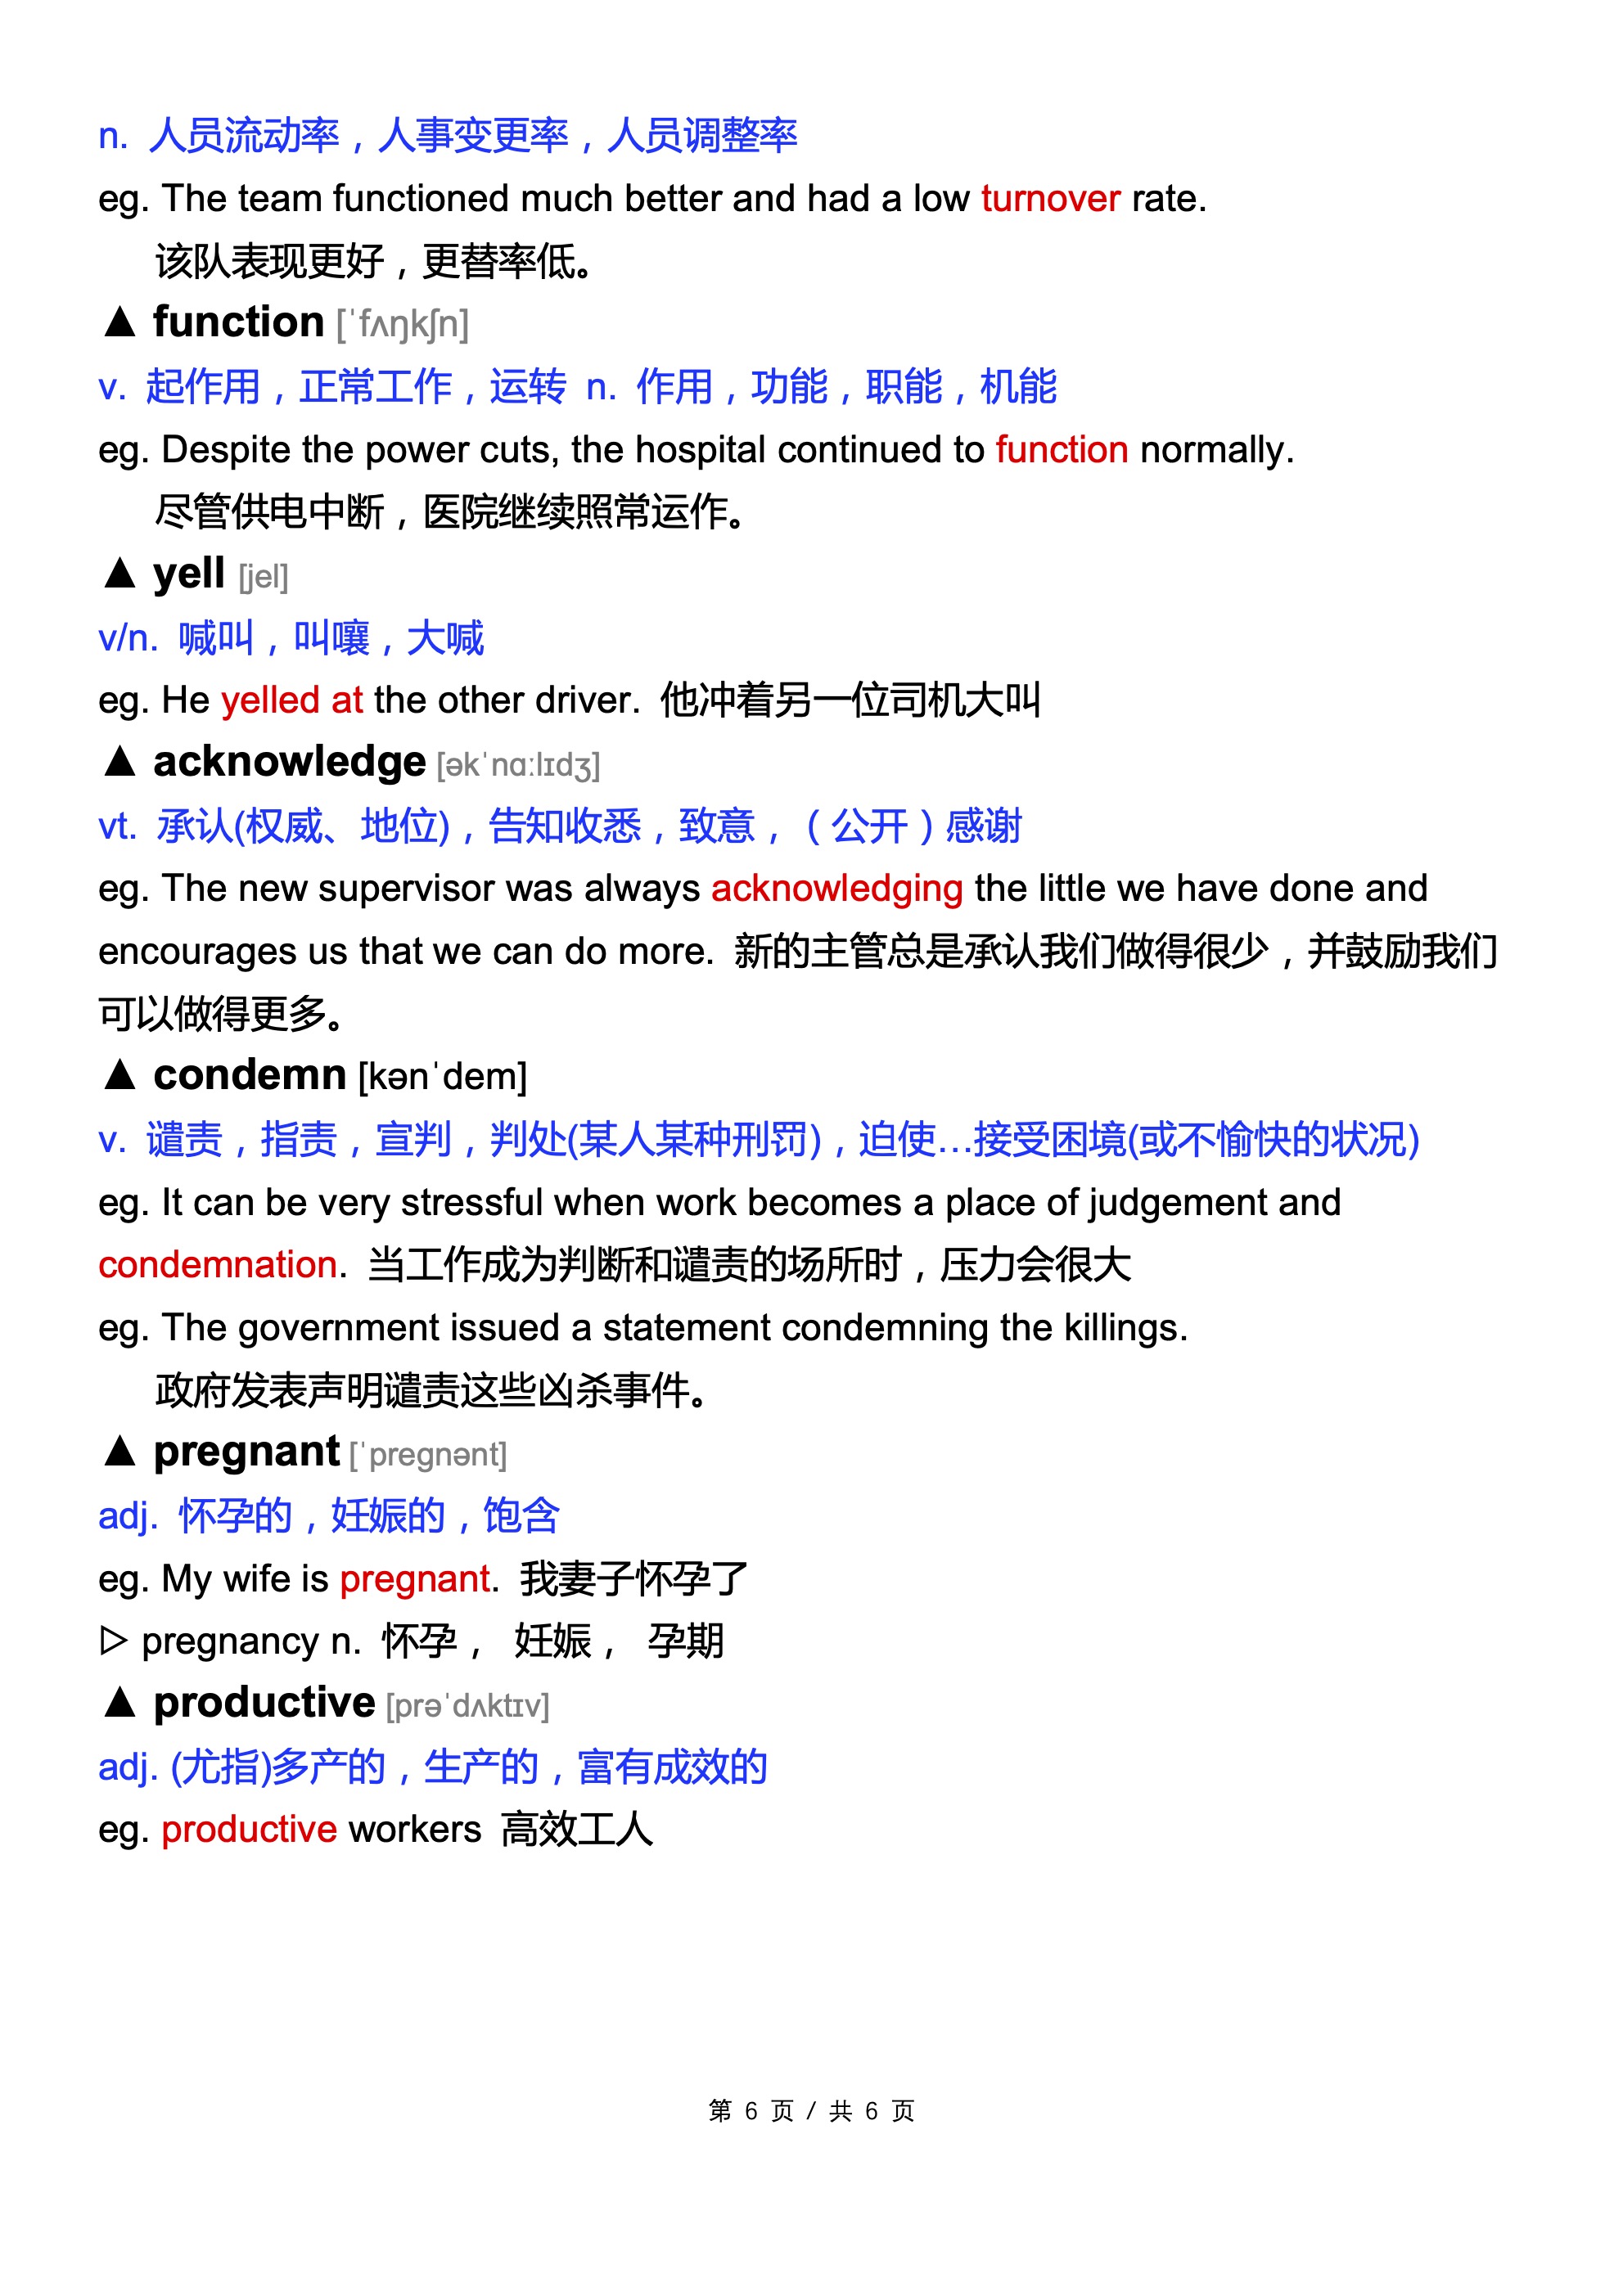 n. 人员流动率，人事变更率，人员调整率
eg. The team functioned much better and had a low turnover rate.
该队表现更好，更替率低。
▲ function [ˈfʌŋkʃn]
v. 起作用，正常工作，运转 n. 作用，功能，职能，机能
eg. Despite the power cuts, the hospital continued to function normally.
尽管供电中断，医院继续照常运作。
▲ yell [jel]
v/n. 喊叫，叫嚷，大喊
eg. He yelled at the other driver. 他冲着另一位司机大叫
▲ acknowledge [əkˈnɑːlɪdʒ]
vt. 承认(权威、地位)，告知收悉，致意，（公开）感谢
eg. The new supervisor was always acknowledging the little we have done and
encourages us that we can do more. 新的主管总是承认我们做得很少，并鼓励我们
可以做得更多。
▲ condemn [kənˈdem]
v. 谴责，指责，宣判，判处(某人某种刑罚)，迫使…接受困境(或不愉快的状况)
eg. It can be very stressful when work becomes a place of judgement and
condemnation. 当工作成为判断和谴责的场所时，压力会很大
eg. The government issued a statement condemning the killings.
政府发表声明谴责这些凶杀事件。
▲ pregnant [ˈpregnənt]
adj. 怀孕的，妊娠的，饱含
eg. My wife is pregnant. 我妻子怀孕了
▷ pregnancy n. 怀孕， 妊娠， 孕期
▲ productive [prəˈdʌktɪv]
adj. (尤指)多产的，生产的，富有成效的
eg. productive workers 高效工人
第 6 页 / 共 6 页